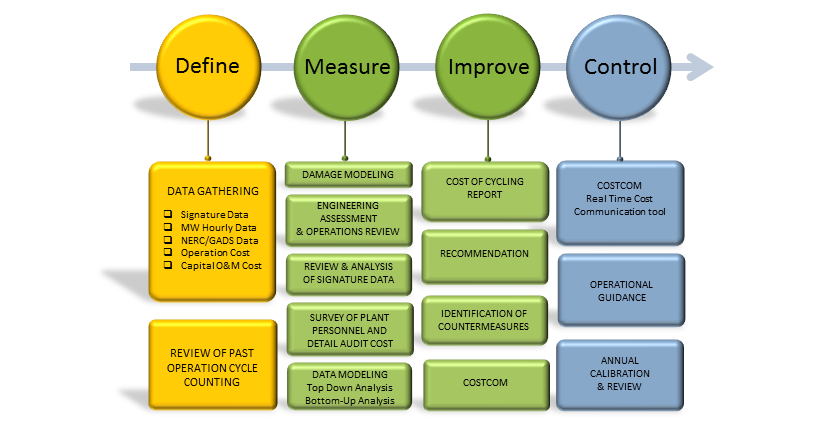 Define
Measure
Improve
Control
DATA GATHERING
Signature Data
MW Hourly Data
NERC/GADS Data
Operation Cost
Capital O&M Cost
REVIEW OF PAST
OPERATION CYCLE
COUNTING
DAMAGE MODELING
ENGINEERING
ASSESSMENT
& OPERATIONS REVIEW
REVIEW & ANALYSIS
OF SIGNATURE DATA
SURVEY OF PLANT
PERSONNEL AND
DETAIL AUDIT COST
DATA MODELING
Top Down Analysis
Bottom-Up Analysis
COST OF CYCLING
REPORT
RECOMMENDATION
IDENTIFICATION OF
COUNTERMEASURES
COSTCOM
COSTCOM
Real Time Cost
Communication tool
OPERATIONAL
GUIDANCE
ANNUAL
CALIBRATION
& REVIEW